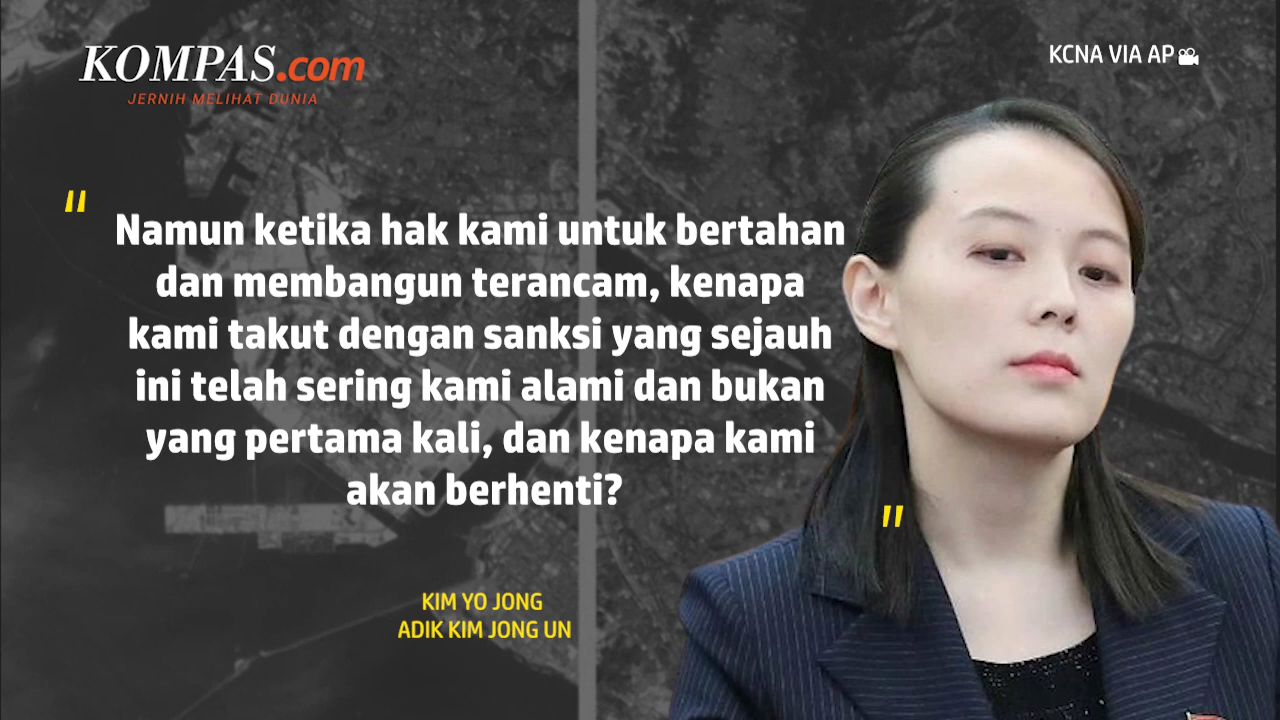 KOMPAS.com
JERNIH MELIHAT DUNIA
KCNA VIA AP
"
Namun ketika hak kami untuk bertahan
dan membangun terancam, kenapa
kami takut dengan sanksi yang sejauh
ini telah sering kami alami dan bukan
yang pertama kali, dan kenapa kami
akan berhenti?
"
KIM YO JONG
ADIK KIM JONG UN